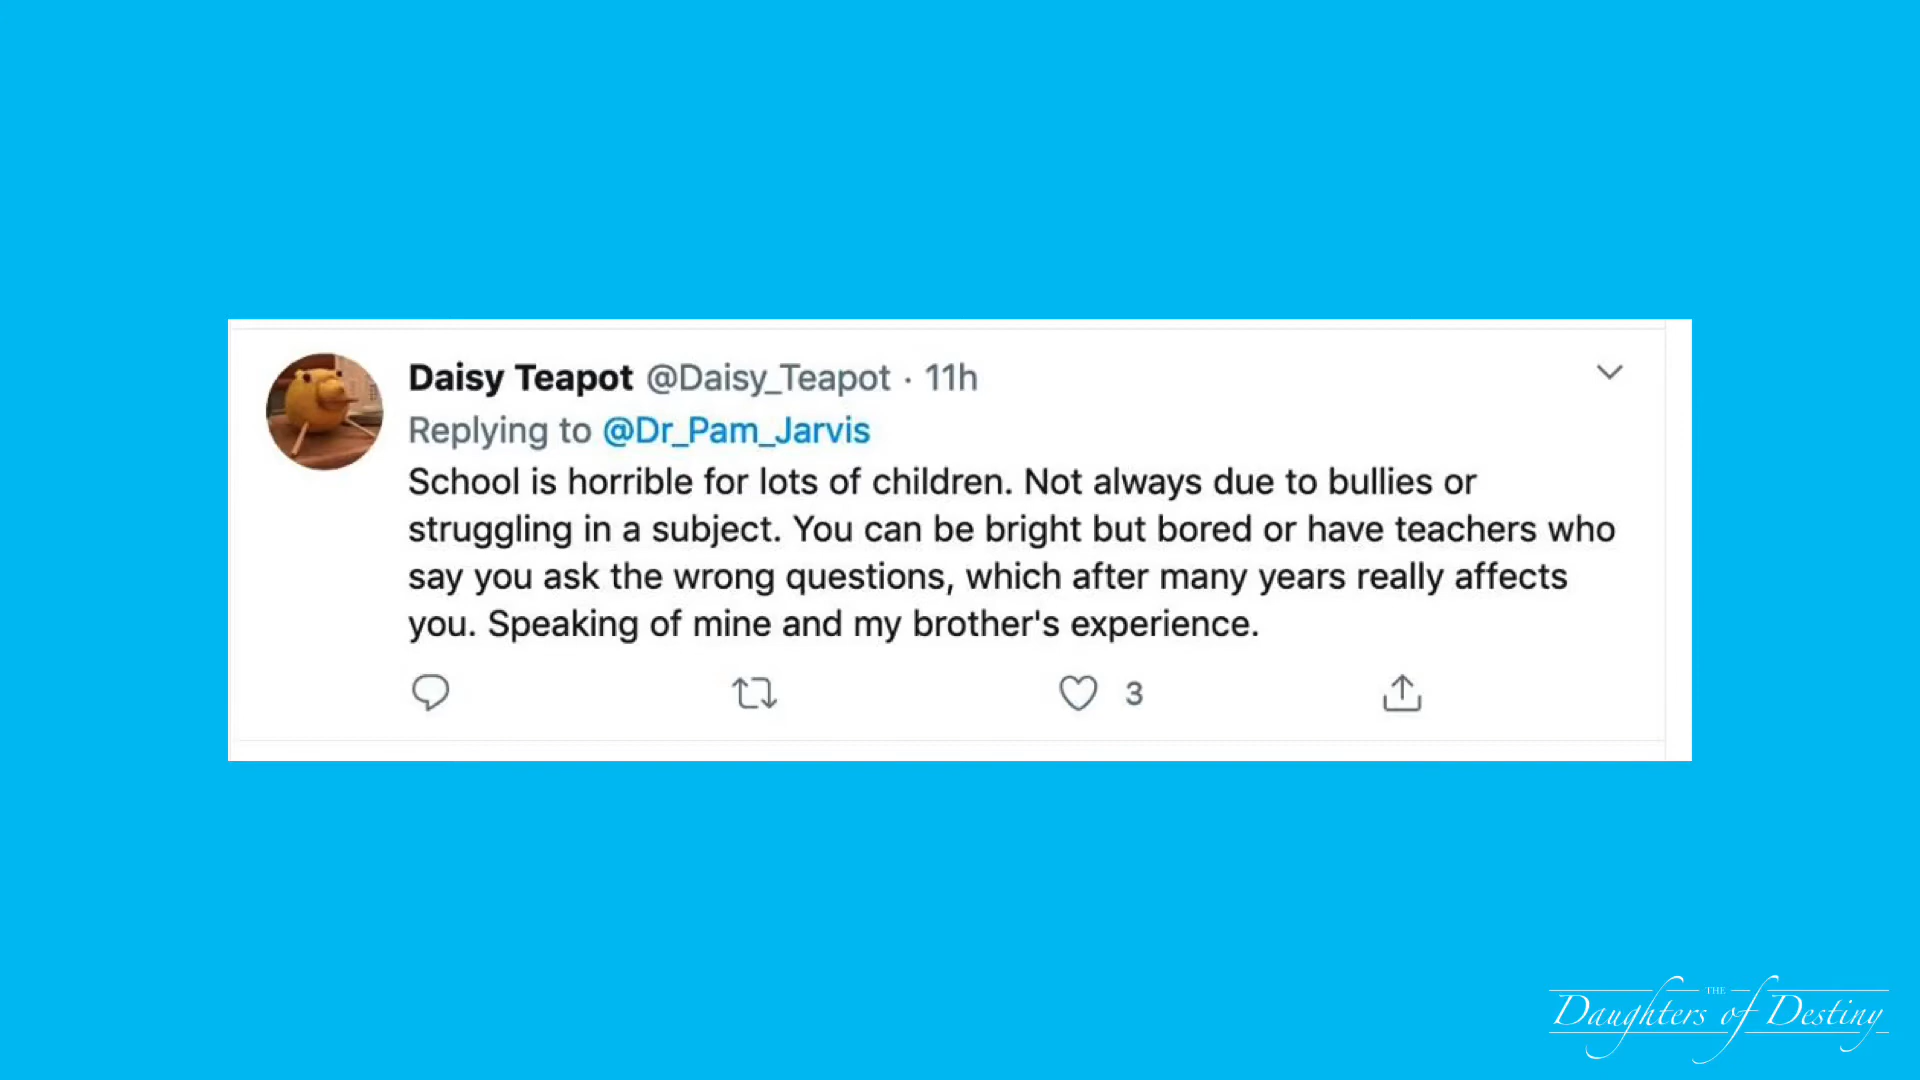 Daisy Teapot @Daisy_Teapot · 11h
Replying to @Dr_Pam_Jarvis
School is horrible for lots of children. Not always due to bullies or
struggling in a subject. You can be bright but bored or have teachers who
say you ask the wrong questions, which after many years really affects
you. Speaking of mine and my brother's experience.
3
THE
Daughters of Destiny